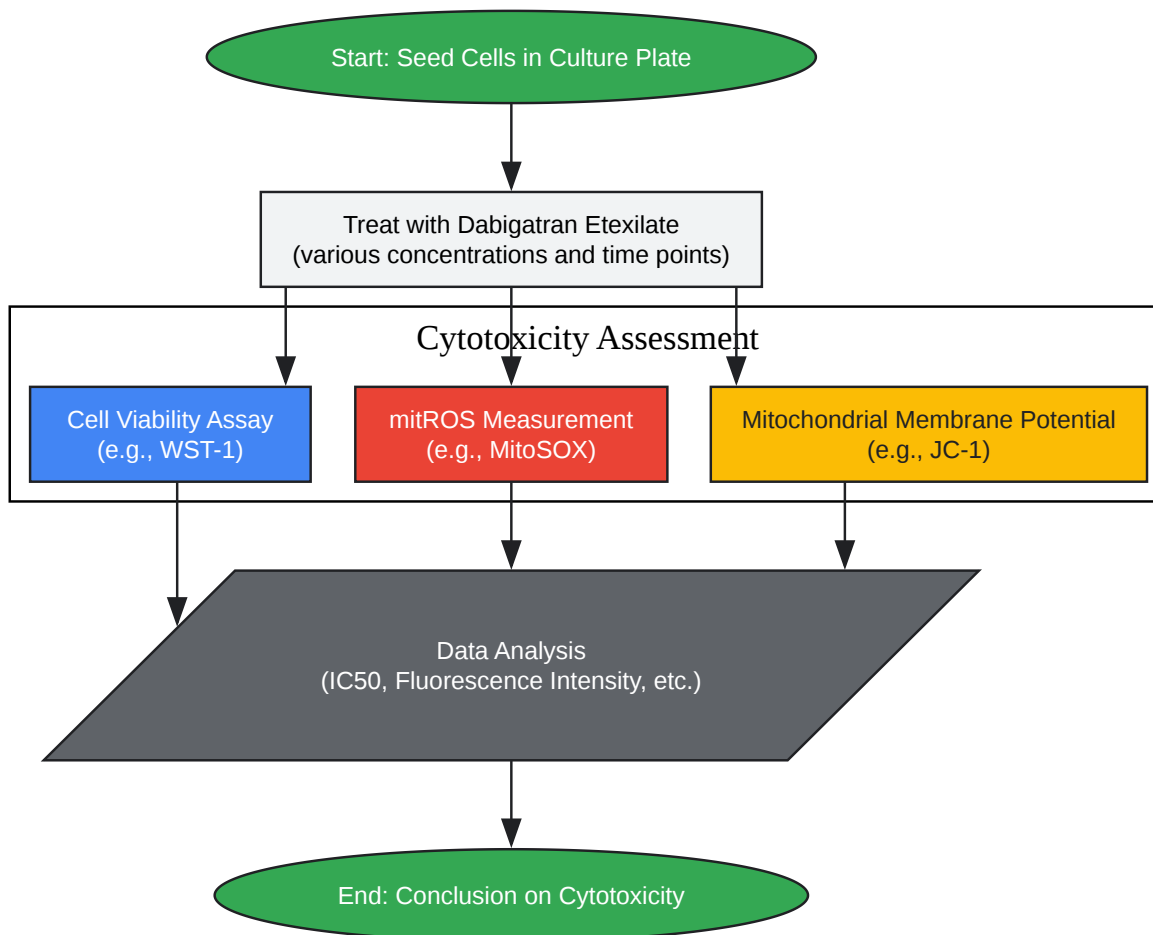 Start: Seed Cells in Culture Plate
Treat with Dabigatran Etexilate
(various concentrations and time points)
Cytotoxicity Assessment
Cell Viability Assay
(e.g., WST-1)
mitROS Measurement
(e.g., MitoSOX)
Mitochondrial Membrane Potential
(e.g., JC-1)
Data Analysis
(IC50, Fluorescence Intensity, etc.)
End: Conclusion on Cytotoxicity